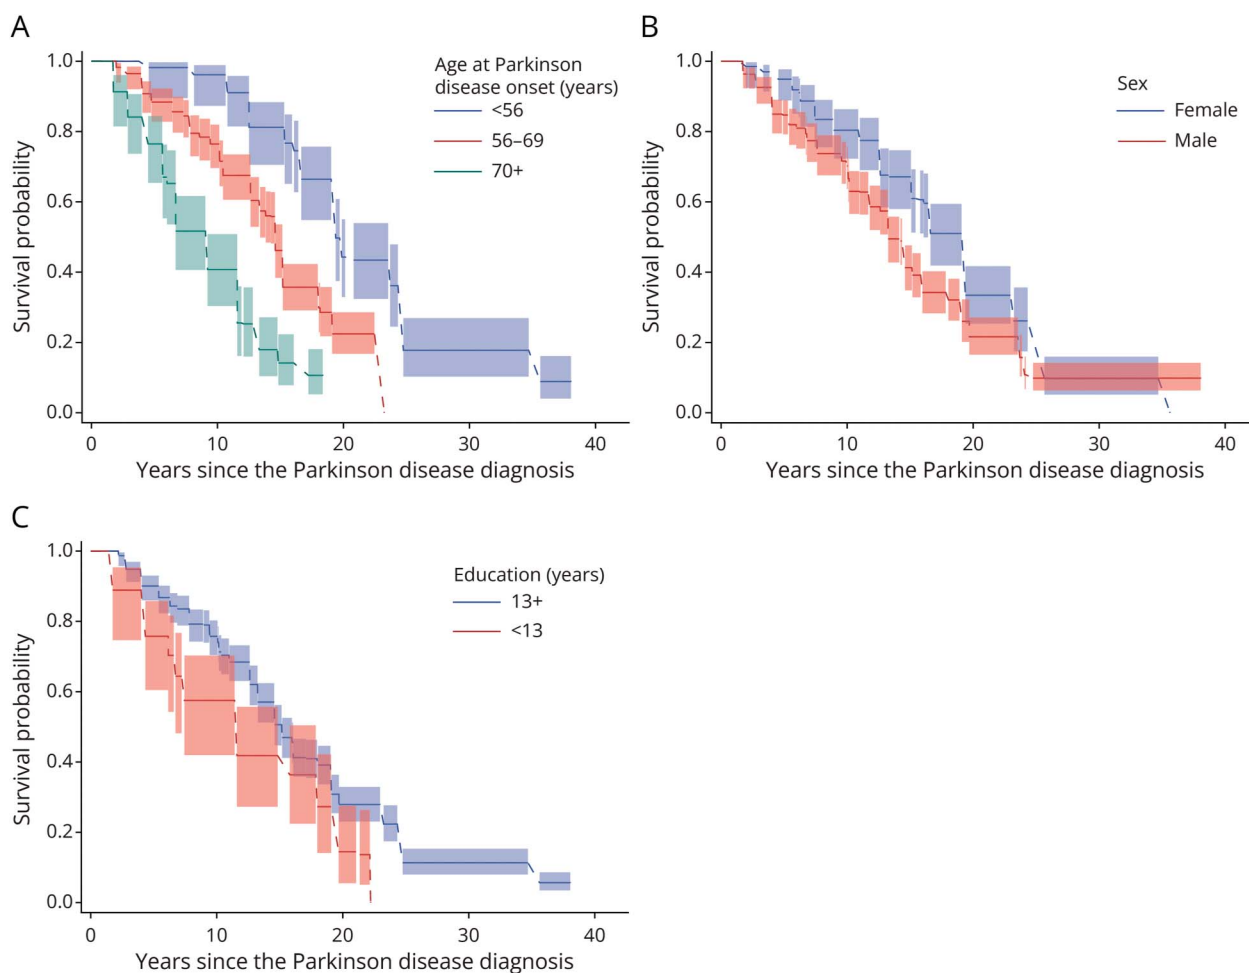 A
Survival probability
1.0
0.8
0.6
0.4
0.2
0.0
0 10 20 30 40
Years since the Parkinson disease diagnosis
Age at Parkinson
disease onset (years)
<56
56–69
70+
B
Survival probability
1.0
0.8
0.6
0.4
0.2
0.0
0 10 20 30 40
Years since the Parkinson disease diagnosis
Sex
Female
Male
C
Survival probability
1.0
0.8
0.6
0.4
0.2
0.0
0 10 20 30 40
Years since the Parkinson disease diagnosis
Education (years)
13+
<13